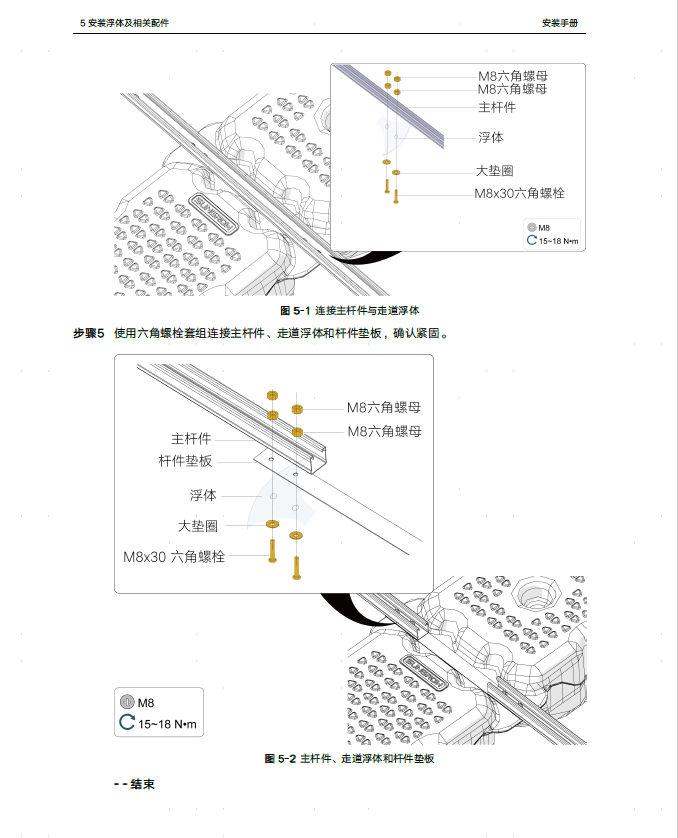 5 安装浮体及相关配件
安装手册
M8六角螺母
M8六角螺母
主杆件
浮体
大垫圈
M8x30六角螺栓
M8
15~18 N•m
SUNGROW
图 5-1 连接主杆件与走道浮体
步骤5 使用六角螺栓套组连接主杆件、走道浮体和杆件垫板，确认紧固。
M8六角螺母
M8六角螺母
主杆件
杆件垫板
浮体
大垫圈
M8x30 六角螺栓
SUNGROW
M8
15~18 N•m
图 5-2 主杆件、走道浮体和杆件垫板
- - 结束